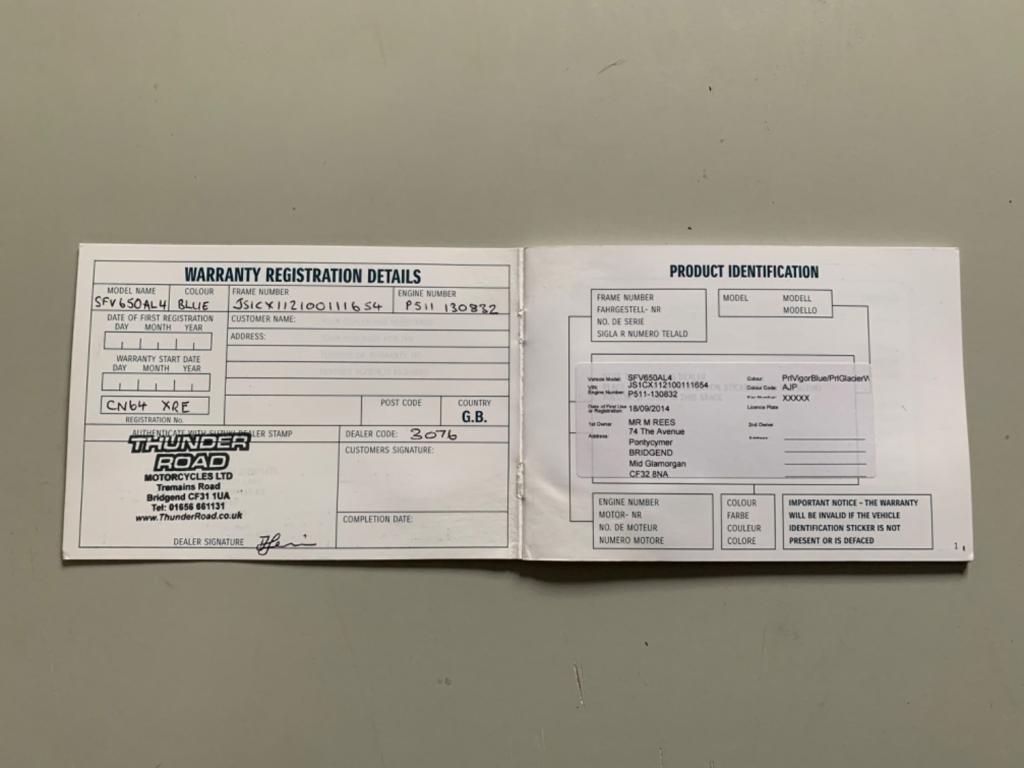 WARRANTY REGISTRATION DETAILS
MODEL NAME COLOUR FRAME NUMBER ENGINE NUMBER
SFV650AL4 BLUE JS1CX112100111654 P511 130832
DATE OF FIRST REGISTRATION
DAY MONTH YEAR
CUSTOMER NAME:
ADDRESS:
WARRANTY START DATE
DAY MONTH YEAR
CN64 XRE
REGISTRATION No.
POST CODE COUNTRY
G.B.
AUTHENTICATE WITH SUZUKI DEALER STAMP
DEALER CODE: 3076
THUNDER
ROAD
MOTORCYCLES LTD
Tremains Road
Bridgend CF31 1UA
Tel: 01656 661131
www.ThunderRoad.co.uk
CUSTOMERS SIGNATURE:
COMPLETION DATE:
DEALER SIGNATURE
PRODUCT IDENTIFICATION
FRAME NUMBER
FAHRGESTELL- NR
NO. DE SERIE
SIGLA R NUMERO TELALD
MODEL MODELL
MODELLO
Vehicle Model: SFV650AL4
VIN JS1CX112100111654
Engine Number: P511-130832
Date of First Use
or Registration: 18/09/2014
1st Owner MR M REES
Address: 74 The Avenue
Pontycymer
BRIDGEND
Mid Glamorgan
CF32 8NA
Colour: PrlVigorBlue/PrlGlacierW
Colour Code: AJP
Key Number: XXXXX
Licence Plate
2nd Owner
Address:
ENGINE NUMBER
MOTOR- NR
NO. DE MOTEUR
NUMERO MOTORE
COLOUR
FARBE
COULEUR
COLORE
IMPORTANT NOTICE – THE WARRANTY
WILL BE INVALID IF THE VEHICLE
IDENTIFICATION STICKER IS NOT
PRESENT OR IS DEFACED
1